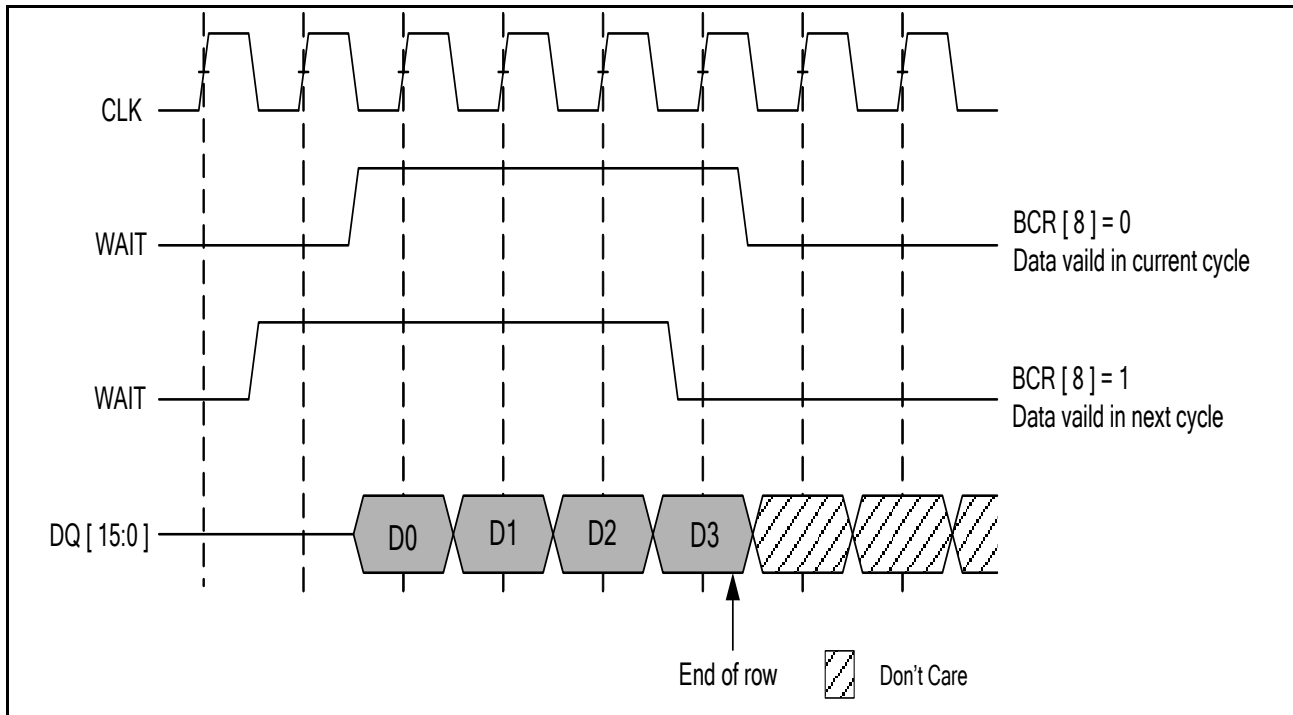 CLK
WAIT
BCR [ 8 ] = 0
Data vaild in current cycle
WAIT
BCR [ 8 ] = 1
Data vaild in next cycle
DQ [ 15:0 ]
D0
D1
D2
D3
End of row
Don't Care